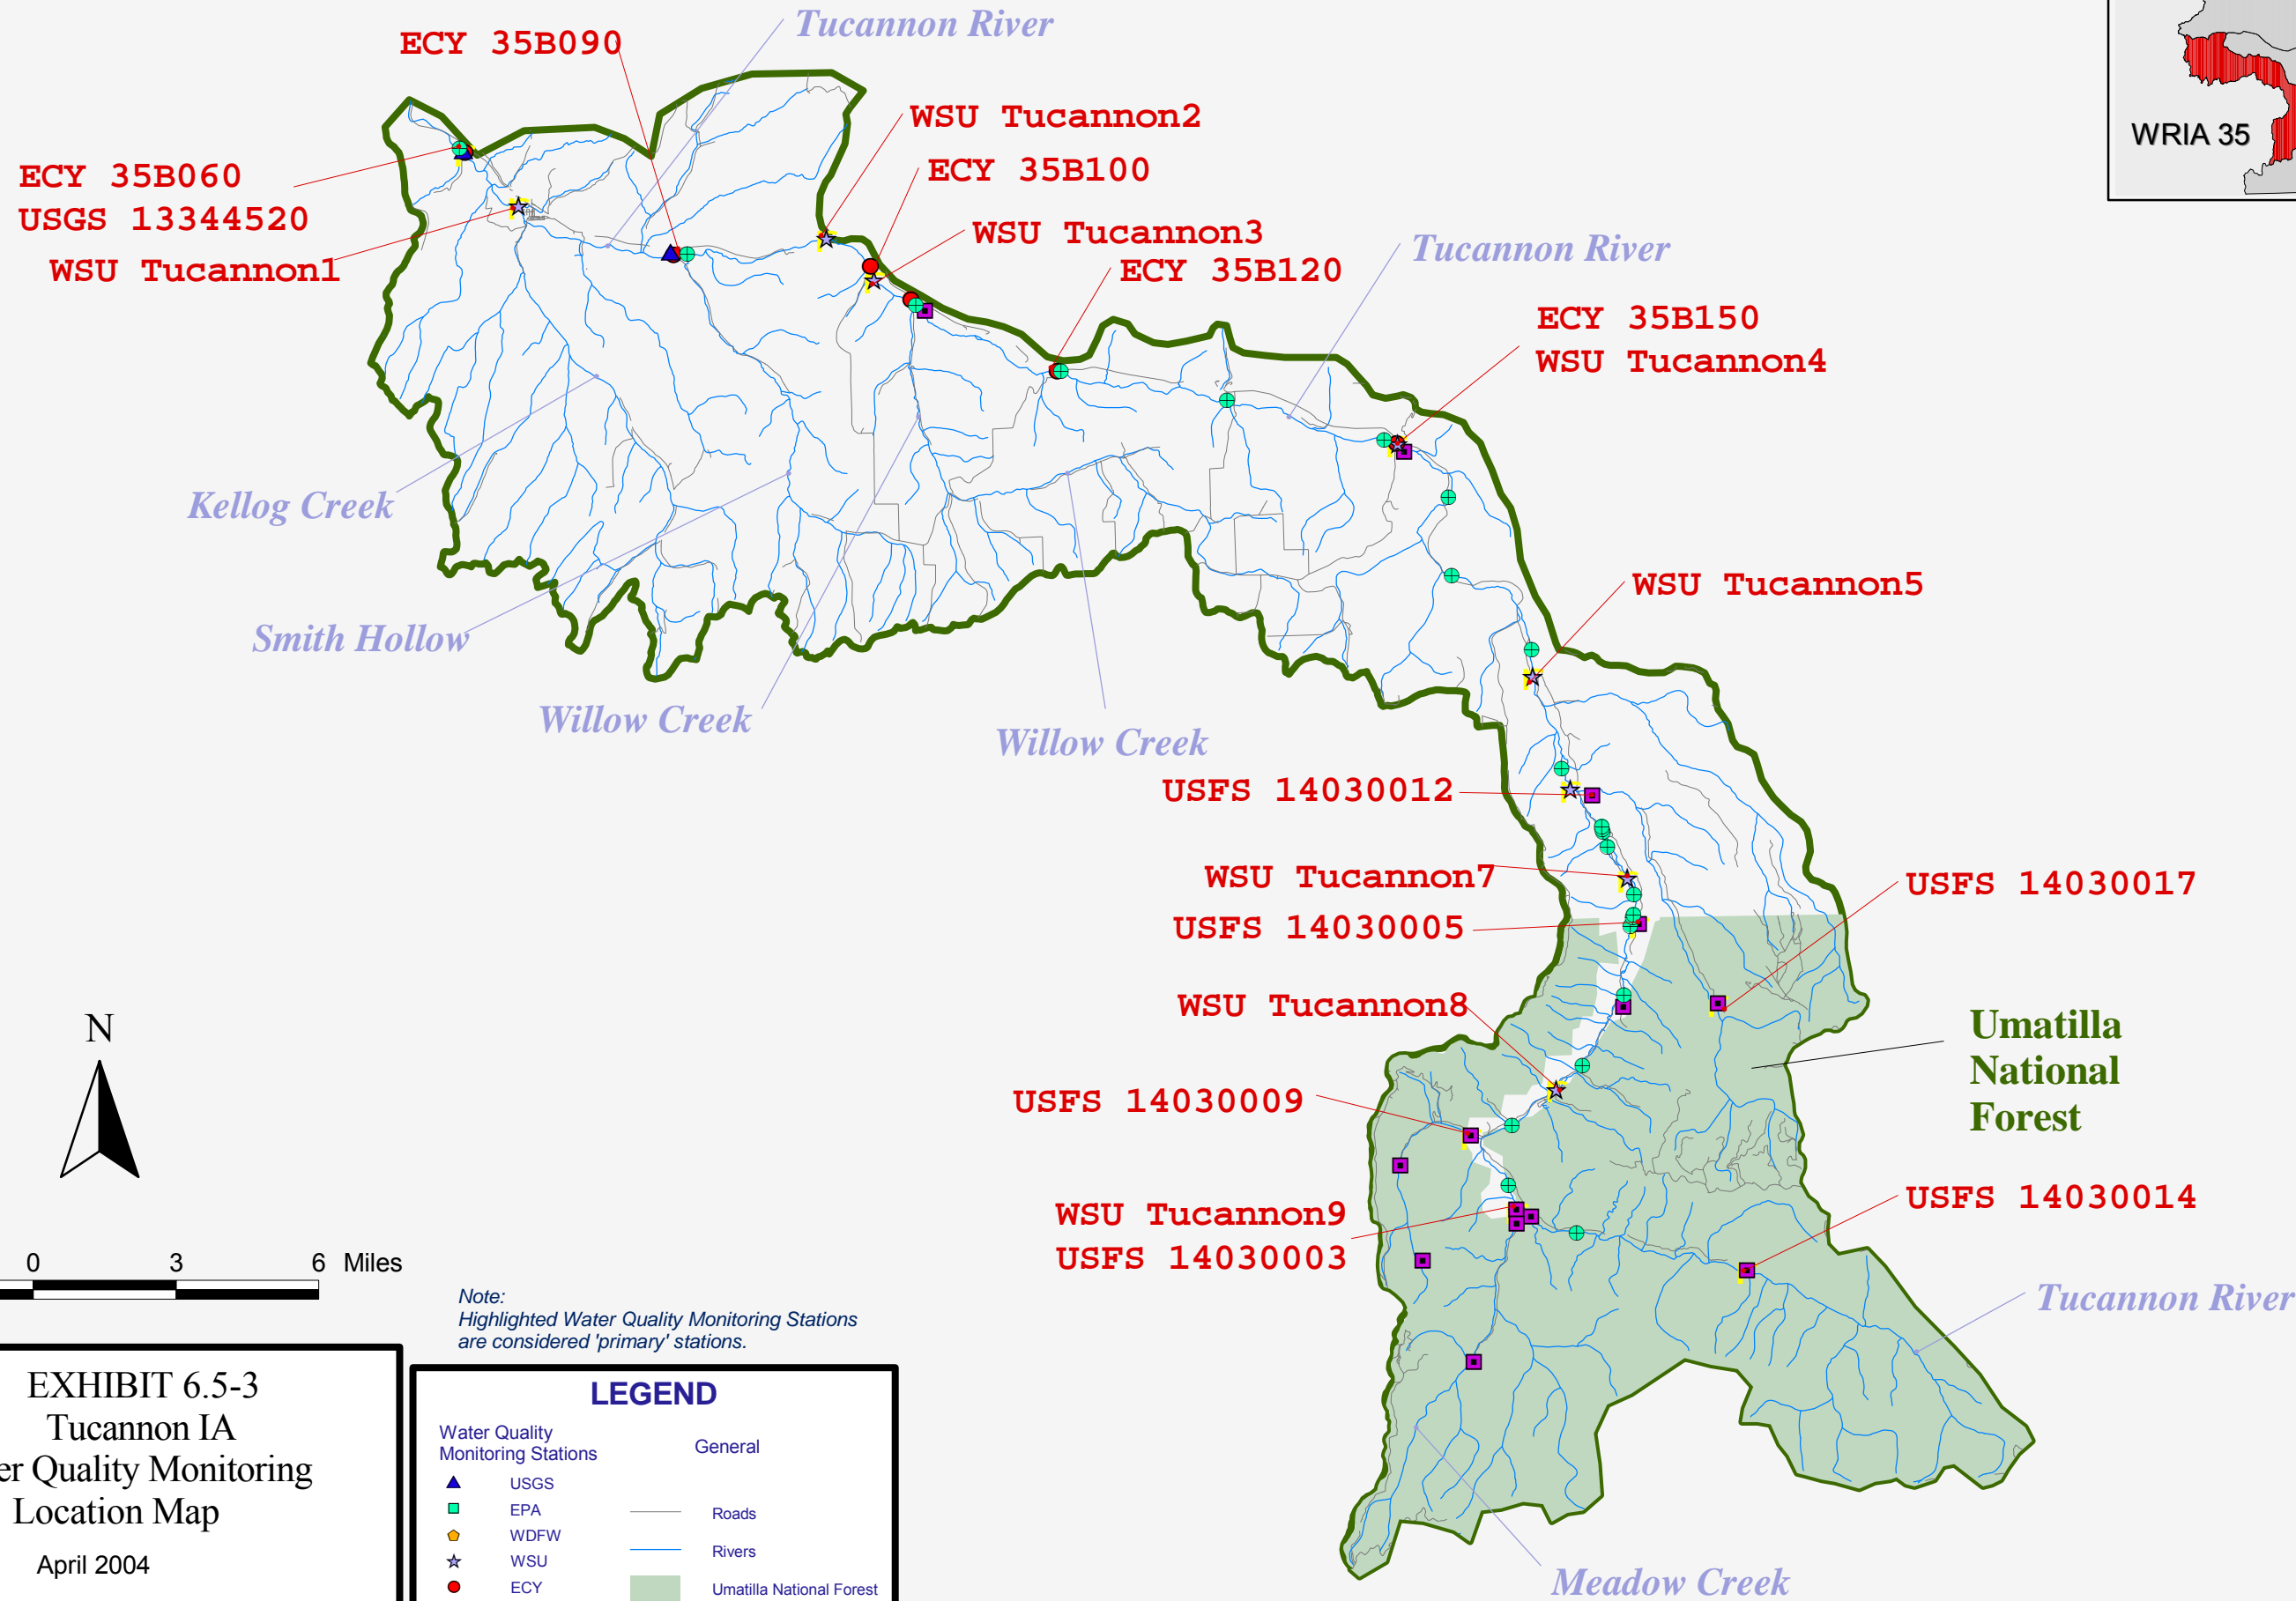 Tucannon River
ECY 35B090
WSU Tucannon2
WRIA 35
ECY 35B100
ECY 35B060
USGS 13344520
WSU Tucannon3
WSU Tucannon1
ECY 35B120
Tucannon River
ECY 35B150
WSU Tucannon4
Kellog Creek
WSU Tucannon5
Smith Hollow
Willow Creek
Willow Creek
USFS 14030012
WSU Tucannon7
USFS 14030017
USFS 14030005
WSU Tucannon8
N
Umatilla
National
Forest
USFS 14030009
USFS 14030014
WSU Tucannon9
USFS 14030003
0 3 6 Miles
Tucannon River
Note:
Highlighted Water Quality Monitoring Stations
are considered 'primary' stations.
EXHIBIT 6.5-3
Tucannon IA
er Quality Monitoring
Location Map
April 2004
LEGEND
Water Quality
Monitoring Stations
General
USGS
EPA
Roads
WDFW
WSU
Rivers
ECY
Umatilla National Forest
Meadow Creek